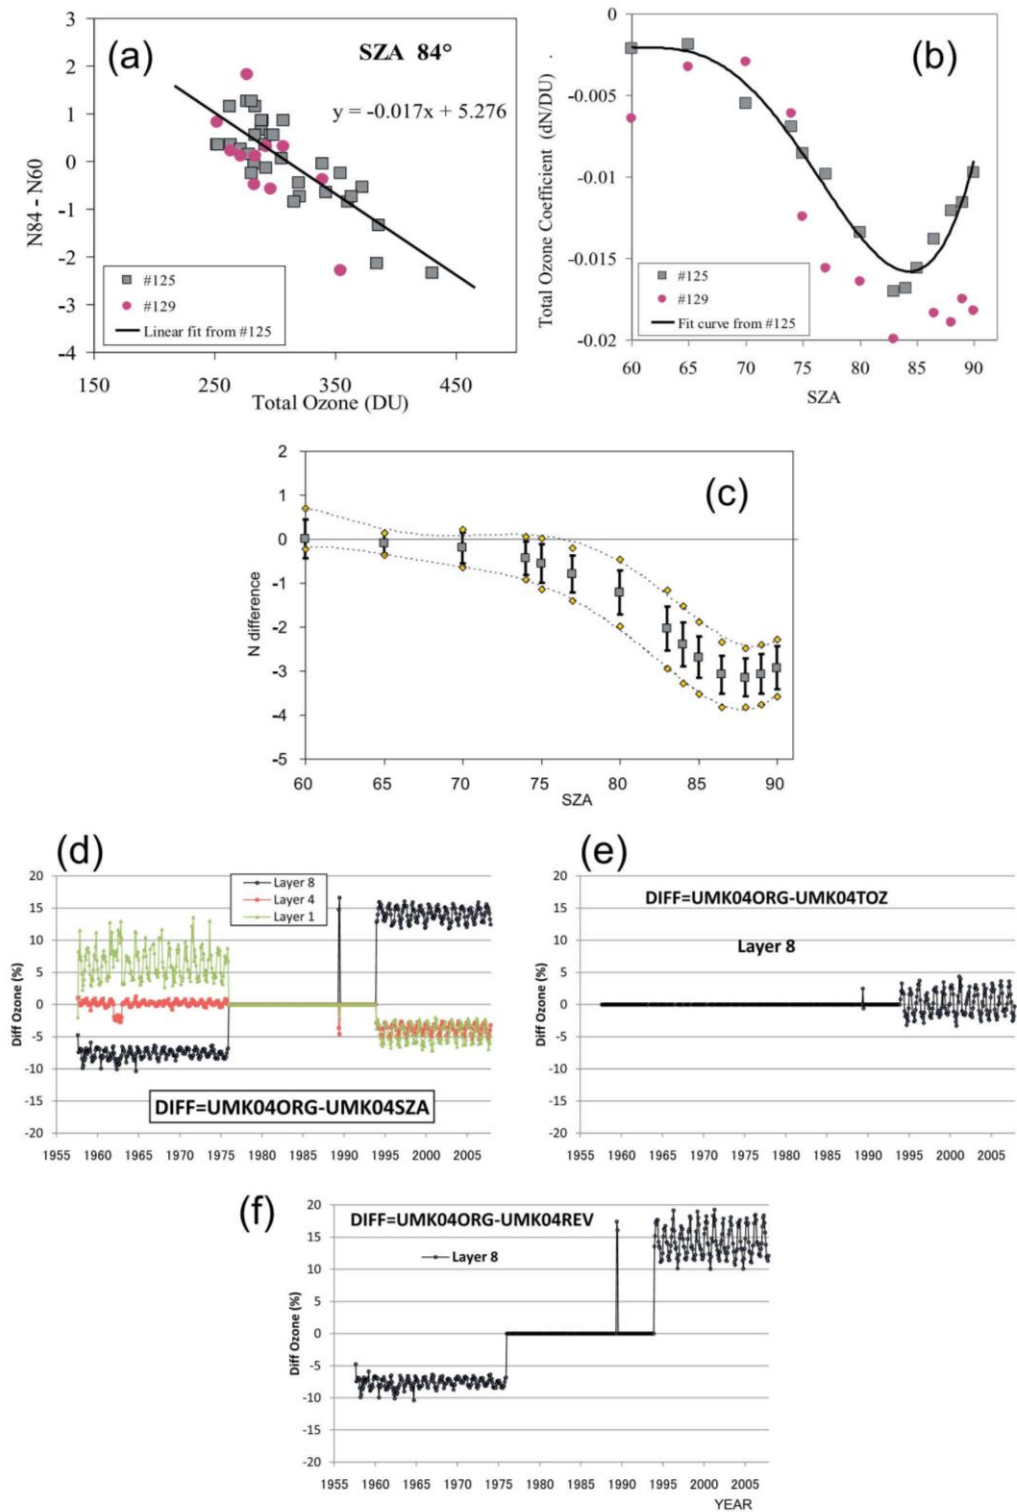 (a)
SZA 84°
y = -0.017x + 5.276
N84 - N60
3
2
1
0
-1
-2
-3
-4
#125
#129
Linear fit from #125
150
250
350
450
Total Ozone (DU)
(b)
Total Ozone Coefficient (dN/DU)
0
-0.005
-0.01
-0.015
-0.02
#125
#129
Fit curve from #125
60
65
70
75
80
85
90
SZA
(c)
N difference
2
1
0
-1
-2
-3
-4
-5
60
65
70
75
80
85
90
SZA
(d)
Diff Ozone (%)
20
15
10
5
0
-5
-10
-15
-20
Layer 8
Layer 4
Layer 1
DIFF=UMK04ORG-UMK04SZA
1955 1960 1965 1970 1975 1980 1985 1990 1995 2000 2005
(e)
Diff Ozone (%)
20
15
10
5
0
-5
-10
-15
-20
DIFF=UMK04ORG-UMK04TOZ
Layer 8
1955 1960 1965 1970 1975 1980 1985 1990 1995 2000 2005
(f)
Diff Ozone (%)
20
15
10
5
0
-5
-10
-15
-20
DIFF=UMK04ORG-UMK04REV
Layer 8
1955 1960 1965 1970 1975 1980 1985 1990 1995 2000 2005
YEAR